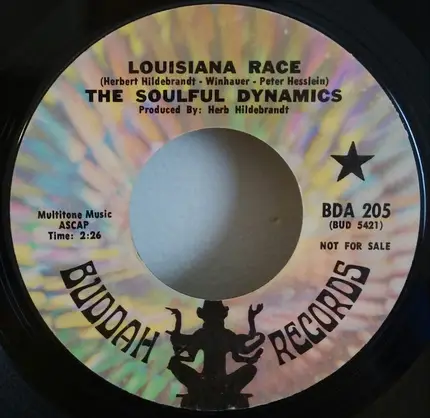 LOUISIANA RACE
(Herbert Hildebrandt - Winhauer - Peter Hesslein)
THE SOULFUL DYNAMICS
Produced By: Herb Hildebrandt
Multitone Music
ASCAP
Time: 2:26
BDA 205
(BUD 5421)
NOT FOR SALE
BUDDAH RECORDS